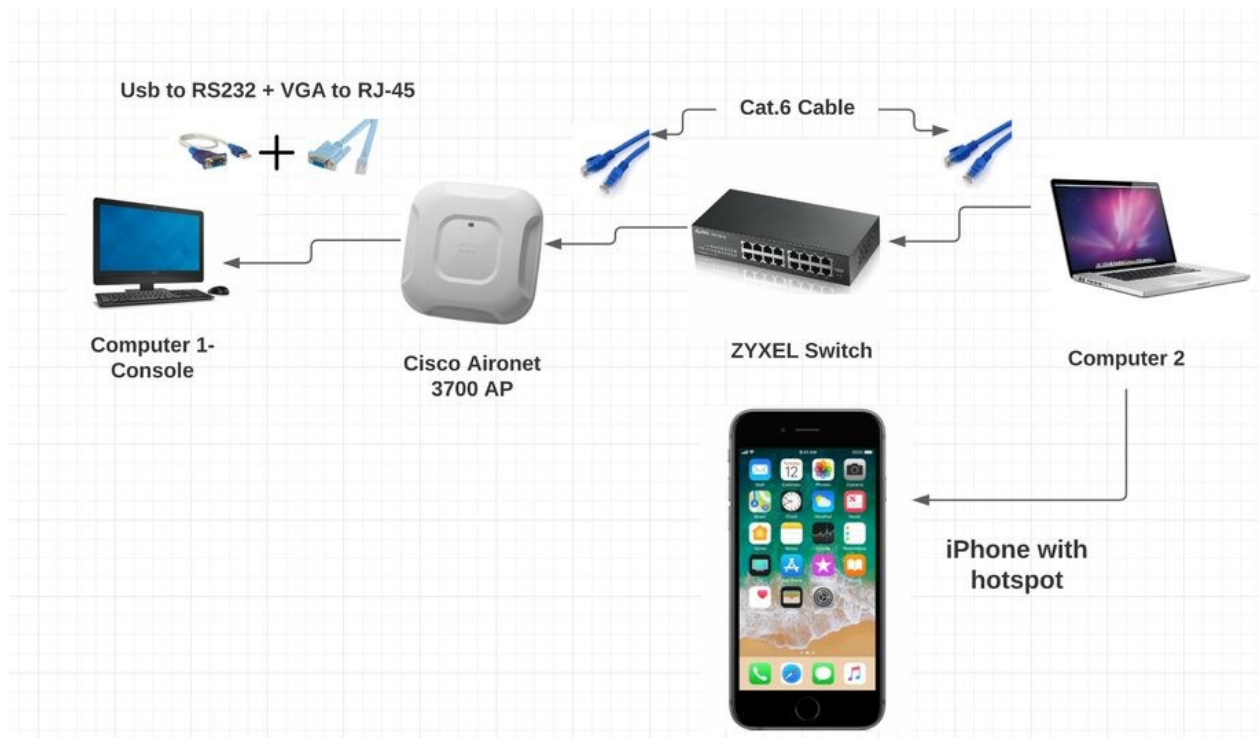 Usb to RS232 + VGA to RJ-45
Cat.6 Cable
Computer 1-
Console
Cisco Aironet
3700 AP
ZYXEL Switch
Computer 2
iPhone with
hotspot
12